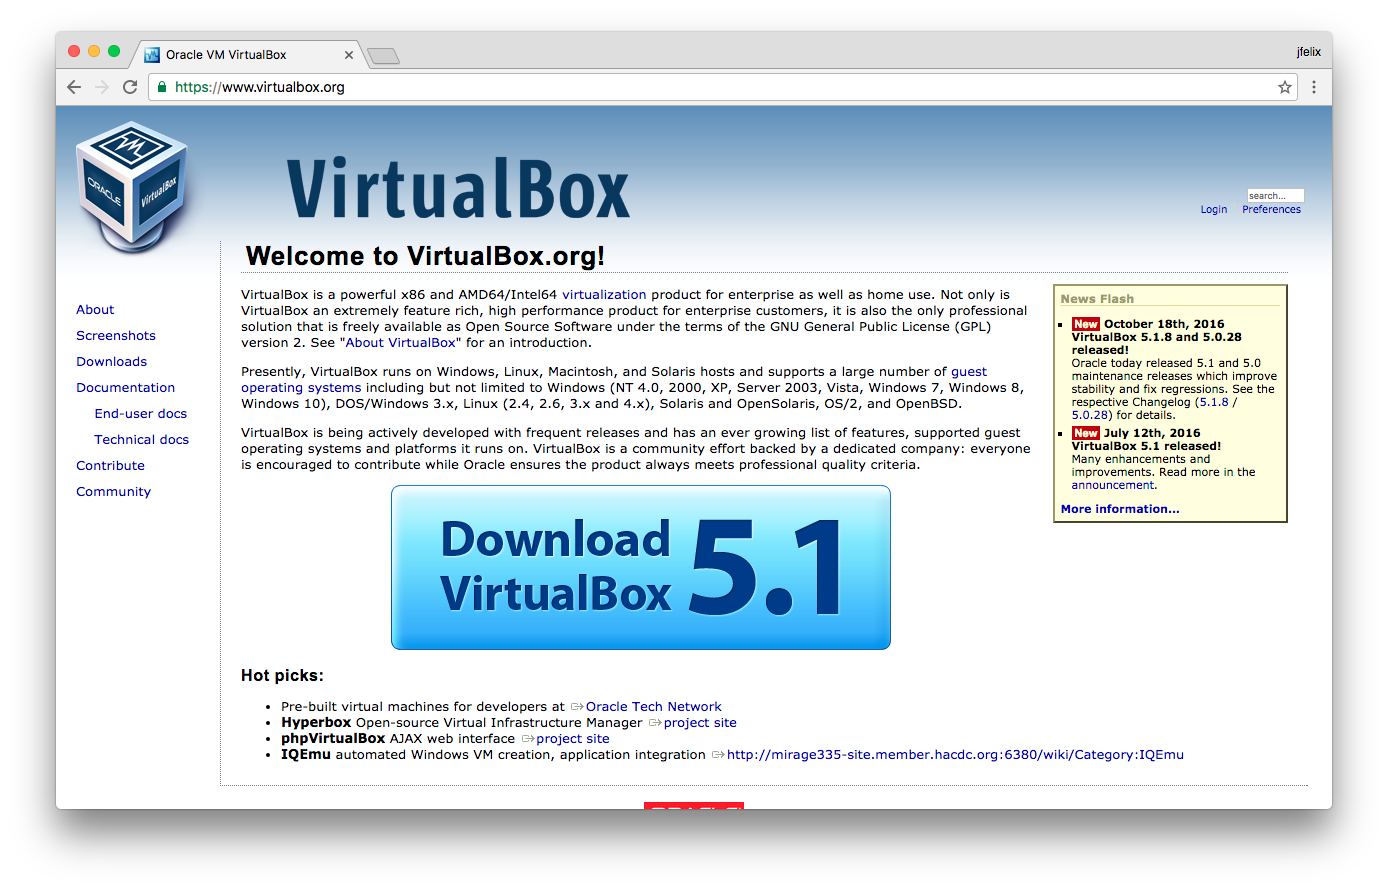 Oracle VM VirtualBox
jfelix
https://www.virtualbox.org
ORACLE
VirtualBox
VirtualBox
search...
Login Preferences
Welcome to VirtualBox.org!
About
Screenshots
Downloads
Documentation
End-user docs
Technical docs
Contribute
Community
VirtualBox is a powerful x86 and AMD64/Intel64 virtualization product for enterprise as well as home use. Not only is
VirtualBox an extremely feature rich, high performance product for enterprise customers, it is also the only professional
solution that is freely available as Open Source Software under the terms of the GNU General Public License (GPL)
version 2. See "About VirtualBox" for an introduction.
Presently, VirtualBox runs on Windows, Linux, Macintosh, and Solaris hosts and supports a large number of guest
operating systems including but not limited to Windows (NT 4.0, 2000, XP, Server 2003, Vista, Windows 7, Windows 8,
Windows 10), DOS/Windows 3.x, Linux (2.4, 2.6, 3.x and 4.x), Solaris and OpenSolaris, OS/2, and OpenBSD.
VirtualBox is being actively developed with frequent releases and has an ever growing list of features, supported guest
operating systems and platforms it runs on. VirtualBox is a community effort backed by a dedicated company: everyone
is encouraged to contribute while Oracle ensures the product always meets professional quality criteria.
News Flash
New October 18th, 2016
VirtualBox 5.1.8 and 5.0.28
released!
Oracle today released 5.1 and 5.0
maintenance releases which improve
stability and fix regressions. See the
respective Changelog (5.1.8 /
5.0.28) for details.
New July 12th, 2016
VirtualBox 5.1 released!
Many enhancements and
improvements. Read more in the
announcement.
More information...
Download
VirtualBox 5.1
Hot picks:
Pre-built virtual machines for developers at Oracle Tech Network
Hyperbox Open-source Virtual Infrastructure Manager project site
phpVirtualBox AJAX web interface project site
IQEmu automated Windows VM creation, application integration http://mirage335-site.member.hacdc.org:6380/wiki/Category:IQEmu